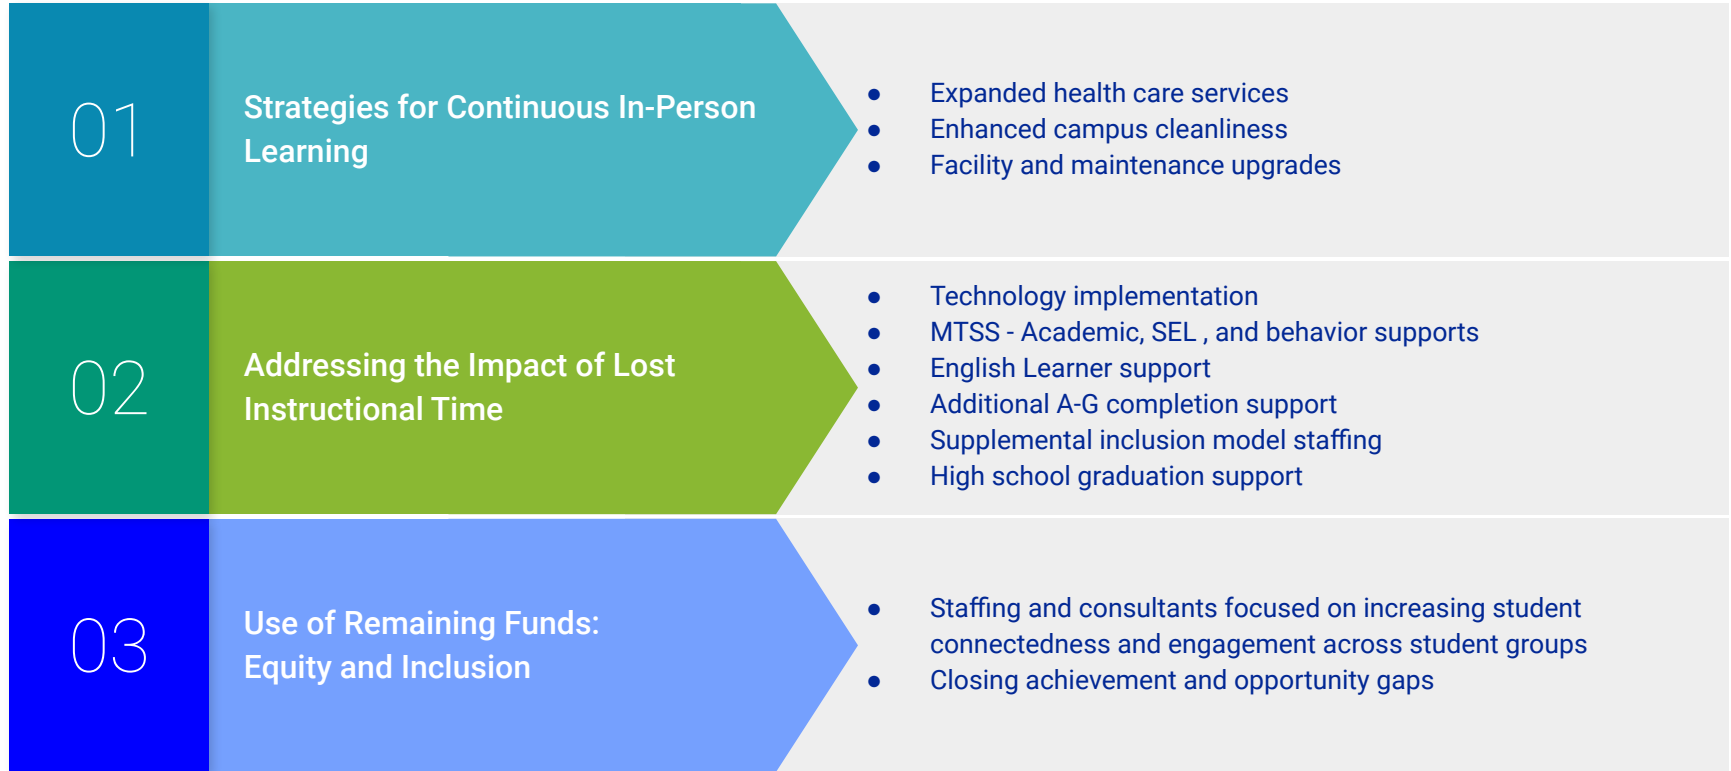 01
Strategies for Continuous In-Person
Learning
● Expanded health care services
● Enhanced campus cleanliness
● Facility and maintenance upgrades
02
Addressing the Impact of Lost
Instructional Time
● Technology implementation
● MTSS - Academic, SEL , and behavior supports
● English Learner support
● Additional A-G completion support
● Supplemental inclusion model staffing
● High school graduation support
03
Use of Remaining Funds:
Equity and Inclusion
● Staffing and consultants focused on increasing student
connectedness and engagement across student groups
● Closing achievement and opportunity gaps